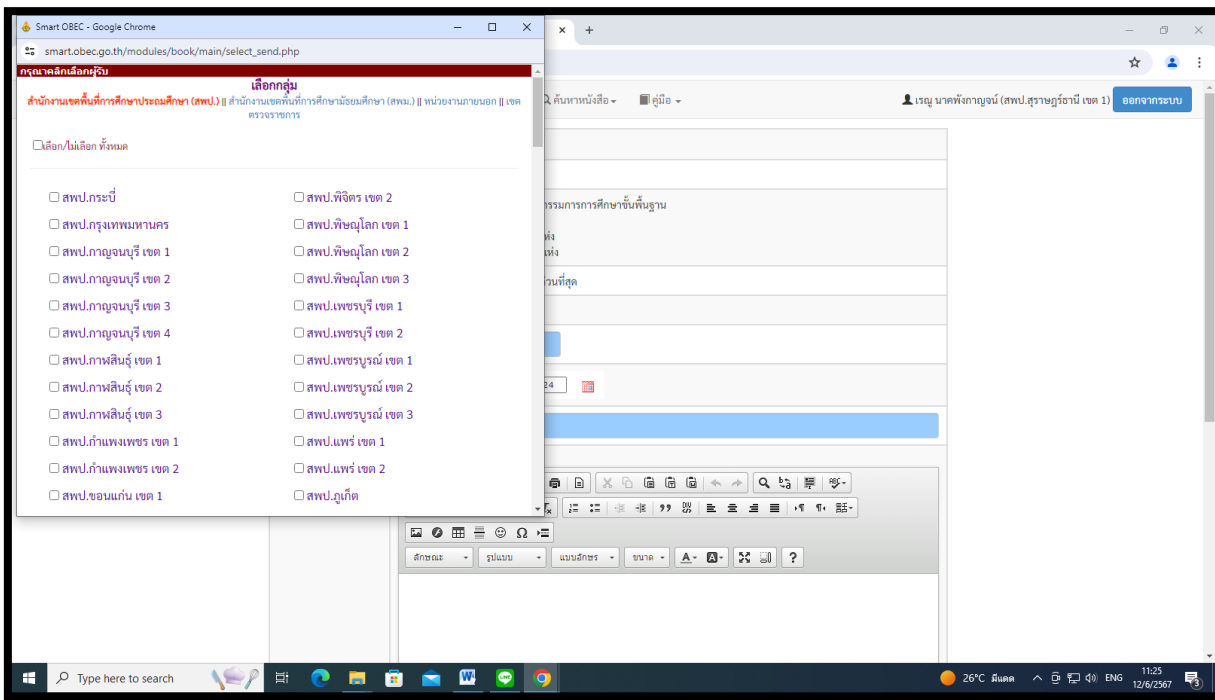 Smart OBEC - Google Chrome
smart.obec.go.th/modules/book/main/select_send.php
กรุณาคลิกเลือกผู้รับ
เลือกกลุ่ม
สำนักงานเขตพื้นที่การศึกษาประถมศึกษา (สพป.) || สำนักงานเขตพื้นที่การศึกษามัธยมศึกษา (สพม.) || หน่วยงานภายนอก || เขต
ตรวจราชการ
เลือก/ไม่เลือก ทั้งหมด
สพป.กระบี่ สพป.พิจิตร เขต 2
สพป.กรุงเทพมหานคร สพป.พิษณุโลก เขต 1
สพป.กาญจนบุรี เขต 1 สพป.พิษณุโลก เขต 2
สพป.กาญจนบุรี เขต 2 สพป.พิษณุโลก เขต 3
สพป.กาญจนบุรี เขต 3 สพป.เพชรบุรี เขต 1
สพป.กาญจนบุรี เขต 4 สพป.เพชรบุรี เขต 2
สพป.กาฬสินธุ์ เขต 1 สพป.เพชรบูรณ์ เขต 1
สพป.กาฬสินธุ์ เขต 2 สพป.เพชรบูรณ์ เขต 2
สพป.กาฬสินธุ์ เขต 3 สพป.เพชรบูรณ์ เขต 3
สพป.กำแพงเพชร เขต 1 สพป.แพร่ เขต 1
สพป.กำแพงเพชร เขต 2 สพป.แพร่ เขต 2
สพป.ขอนแก่น เขต 1 สพป.ภูเก็ต
ค้นหาหนังสือ คู่มือ เรณู นาคพังกาญจน์ (สพป.สุราษฎร์ธานี เขต 1) ออกจากระบบ
รรมการการศึกษาขั้นพื้นฐาน
ห่ง
แห่ง
่วนที่สุด
24
ลักษณะ รูปแบบ แบบอักษร ขนาด A A ?
Type here to search
26°C มีแดด ENG 11:25
12/6/2567